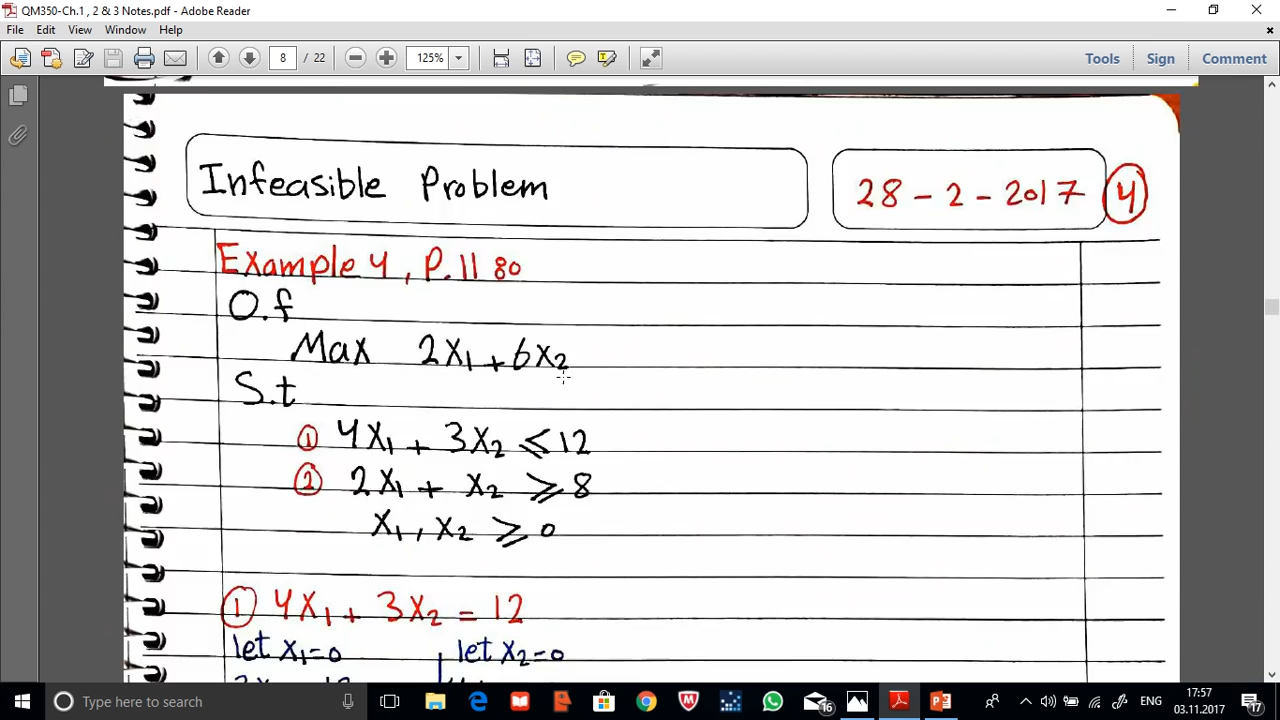 QM350-Ch.1, 2 & 3 Notes.pdf - Adobe Reader
File Edit View Window Help
8 / 22 125% Tools Sign Comment
Infeasible Problem 28 - 2 - 2017 4
Example 4, P. 11 80
O.f
Max 2x₁ + 6x₂
S.t
① 4x₁ + 3x₂ ⩽ 12
② 2x₁ + x₂ ⩾ 8
x₁, x₂ ⩾ 0
① 4x₁ + 3x₂ = 12
let x₁=0 let x₂=0
Type here to search 16 ENG 17:57
03.11.2017 17